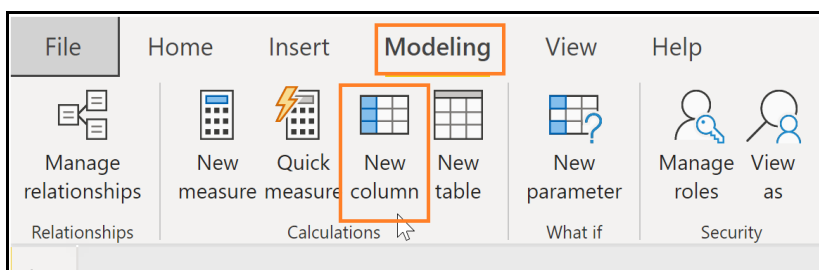 File Home Insert Modeling View Help
Manage relationships
New measure
Quick measure
New column
New table
New parameter
Manage roles
View as
Relationships
Calculations
What if
Security